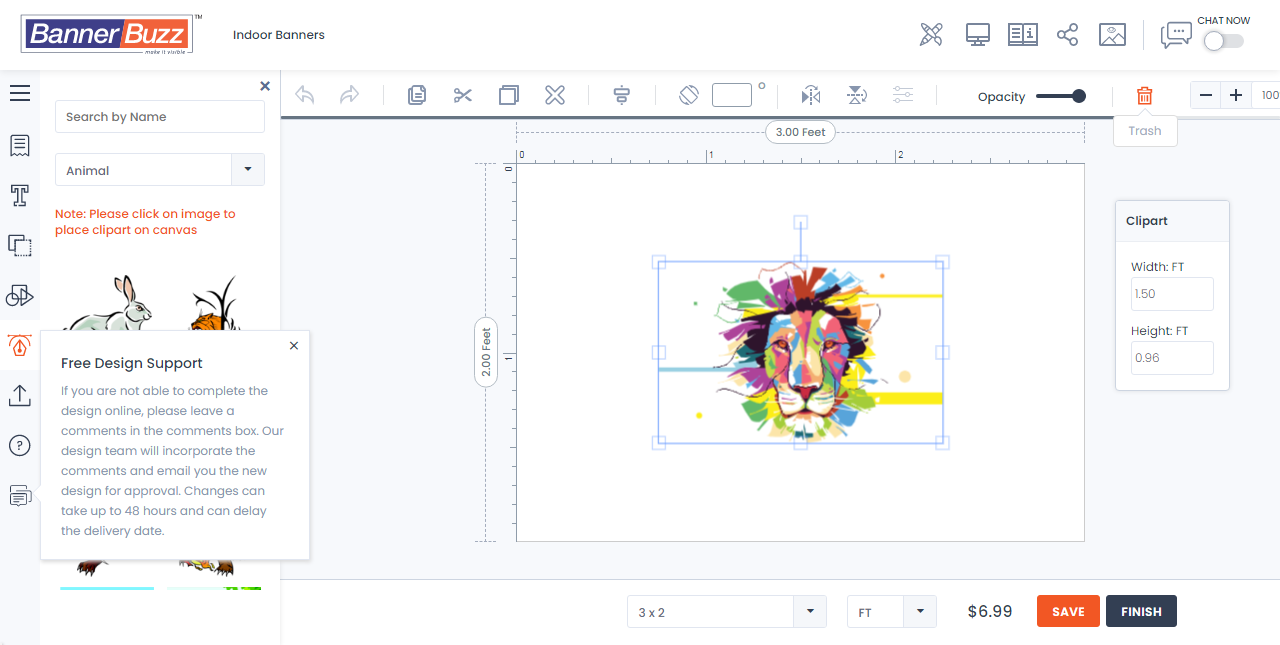 BannerBuzz
TM
make it visible
Indoor Banners
CHAT NOW
Search by Name
Animal
Note: Please click on image to
place clipart on canvas
Opacity
100
Trash
3.00 Feet
0
1
2
0
1
2.00 Feet
Clipart
Width: FT
1.50
Height: FT
0.96
Free Design Support
If you are not able to complete the
design online, please leave a
comments in the comments box. Our
design team will incorporate the
comments and email you the new
design for approval. Changes can
take up to 48 hours and can delay
the delivery date.
3 x 2
FT
$6.99
SAVE
FINISH